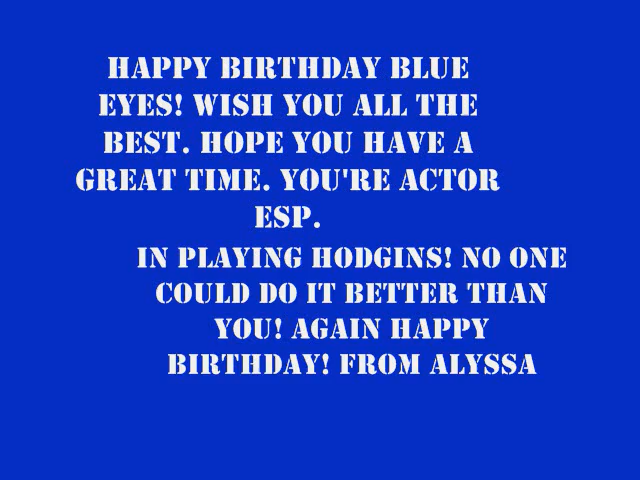 HAPPY BIRTHDAY BLUE
EYES! WISH YOU ALL THE
BEST. HOPE YOU HAVE A
GREAT TIME. YOU'RE ACTOR
ESP.
IN PLAYING HODGINS! NO ONE
COULD DO IT BETTER THAN
YOU! AGAIN HAPPY
BIRTHDAY! FROM ALYSSA